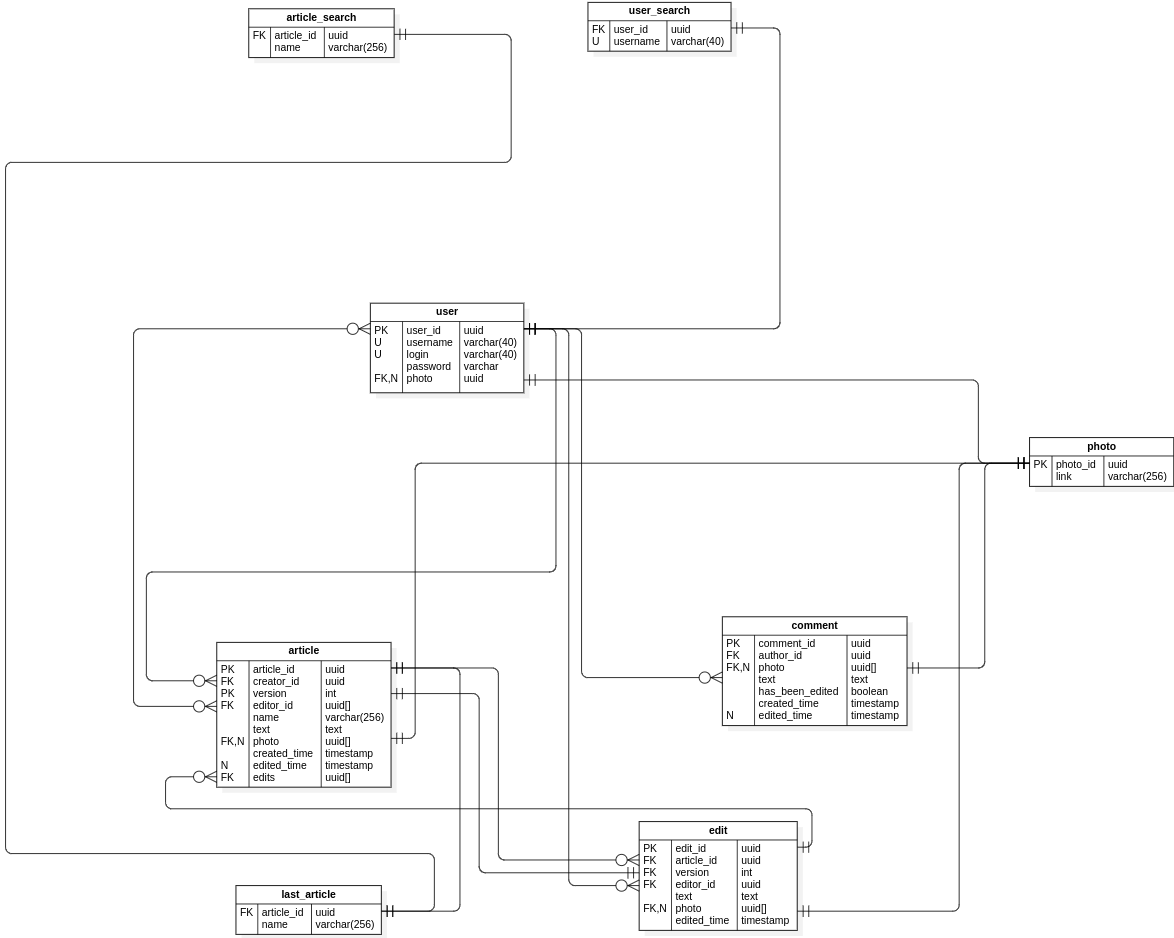 article_search
FK article_id uuid
name varchar(256)
user_search
FK user_id uuid
U username varchar(40)
user
PK user_id uuid
U username varchar(40)
U login varchar(40)
password varchar
FK,N photo uuid
photo
PK photo_id uuid
link varchar(256)
article
PK article_id uuid
FK creator_id uuid
PK version int
FK editor_id uuid[]
name varchar(256)
text text
FK,N photo uuid[]
created_time timestamp
N edited_time timestamp
FK edits uuid[]
comment
PK comment_id uuid
FK author_id uuid
FK,N photo uuid[]
text text
has_been_edited boolean
created_time timestamp
N edited_time timestamp
edit
PK edit_id uuid
FK article_id uuid
FK version int
FK editor_id uuid
text text
FK,N photo uuid[]
edited_time timestamp
last_article
FK article_id uuid
name varchar(256)